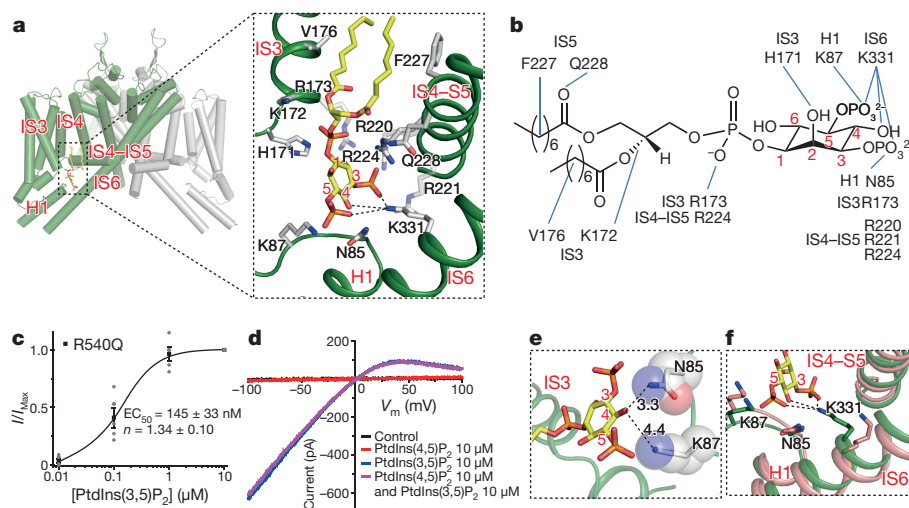 a
IS3
IS4
IS4–IS5
IS6
H1
V176
IS3
F227
R173
K172
IS4–S5
R220
H171
R224
Q228
5
4
3
R221
K331
K87
N85
H1
IS6
b
IS5
F227 Q228
IS3
H171
H1
K87
IS6
K331
O
O
O
O
O
H
( )6
( )6
O
P
O
O−
O
HO
HO
OPO3 2−
OH
OPO3 2−
6
5
4
1
2
3
V176
IS3
K172
IS3 R173
IS4–IS5 R224
H1 N85
IS3R173
R220
IS4–IS5 R221
R224
c
R540Q
I/IMax
1.0
0.5
0
EC50 = 145 ± 33 nM
n = 1.34 ± 0.10
0.01 0.1 1 10
[PtdIns(3,5)P2] (μM)
d
−100 −50 0 50 100
Vm (mV)
Current (pA)
−200
−400
−600
Control
PtdIns(4,5)P2 10 μM
PtdIns(3,5)P2 10 μM
PtdIns(4,5)P2 10 μM
and PtdIns(3,5)P2 10 μM
e
IS3
N85
3
4
5
3.3
4.4
K87
f
IS4–S5
5
3
K331
K87
N85
H1
IS6